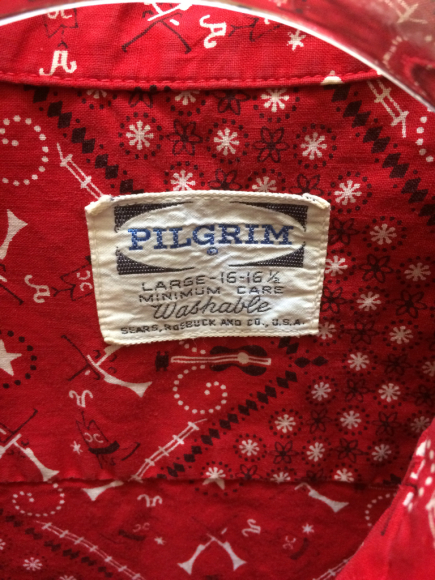 PILGRIM
©
LARGE-16-16½
MINIMUM CARE
Washable
SEARS, ROEBUCK AND CO., U.S.A.